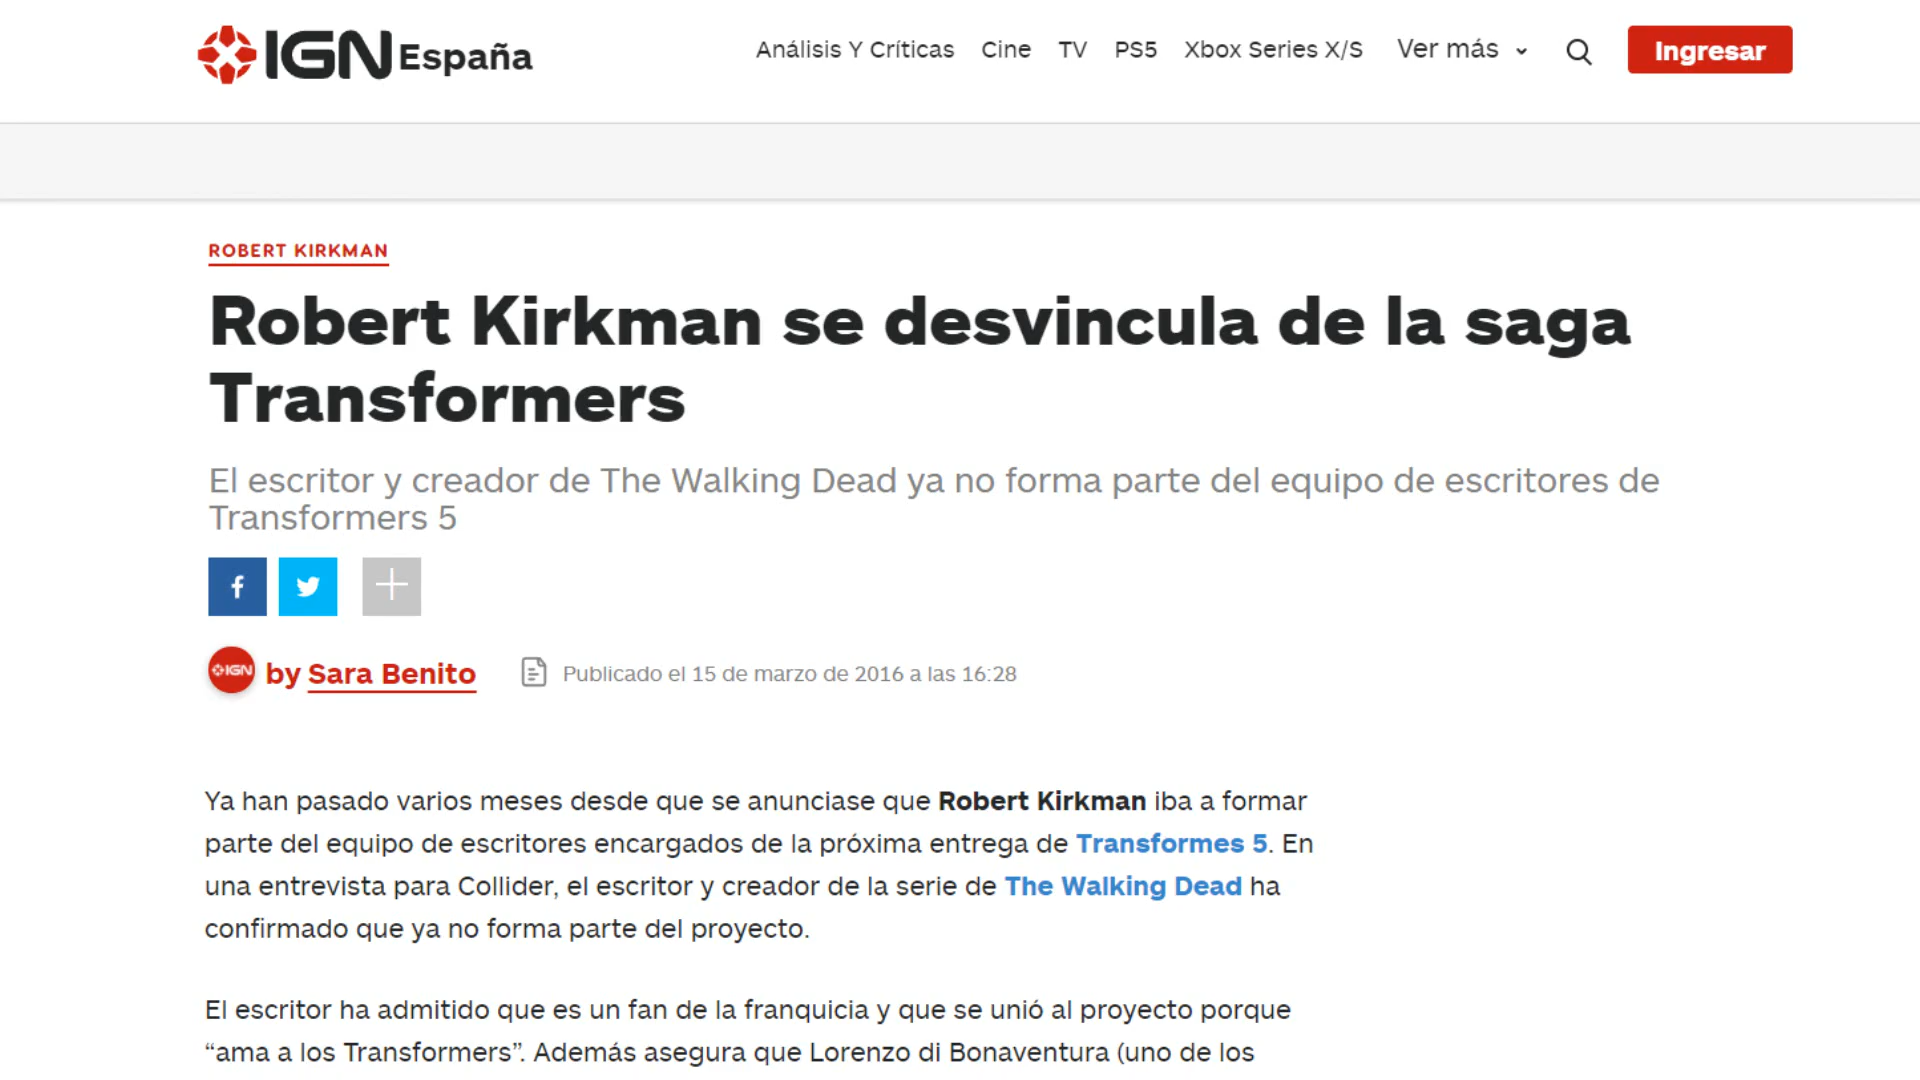 IGN España
Análisis Y Críticas Cine TV PS5 Xbox Series X/S Ver más Ingresar
ROBERT KIRKMAN
Robert Kirkman se desvincula de la saga
Transformers
El escritor y creador de The Walking Dead ya no forma parte del equipo de escritores de
Transformers 5
IGN by Sara Benito Publicado el 15 de marzo de 2016 a las 16:28
Ya han pasado varios meses desde que se anunciase que Robert Kirkman iba a formar
parte del equipo de escritores encargados de la próxima entrega de Transformes 5. En
una entrevista para Collider, el escritor y creador de la serie de The Walking Dead ha
confirmado que ya no forma parte del proyecto.
El escritor ha admitido que es un fan de la franquicia y que se unió al proyecto porque
“ama a los Transformers”. Además asegura que Lorenzo di Bonaventura (uno de los